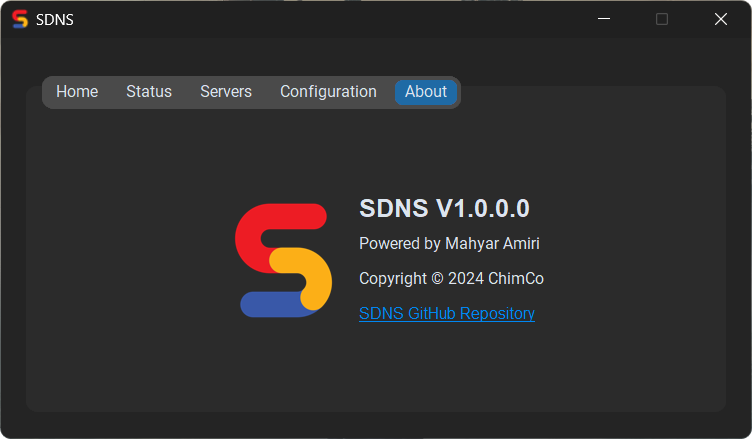 SDNS
Home Status Servers Configuration About
SDNS V1.0.0.0
Powered by Mahyar Amiri
Copyright © 2024 ChimCo
SDNS GitHub Repository